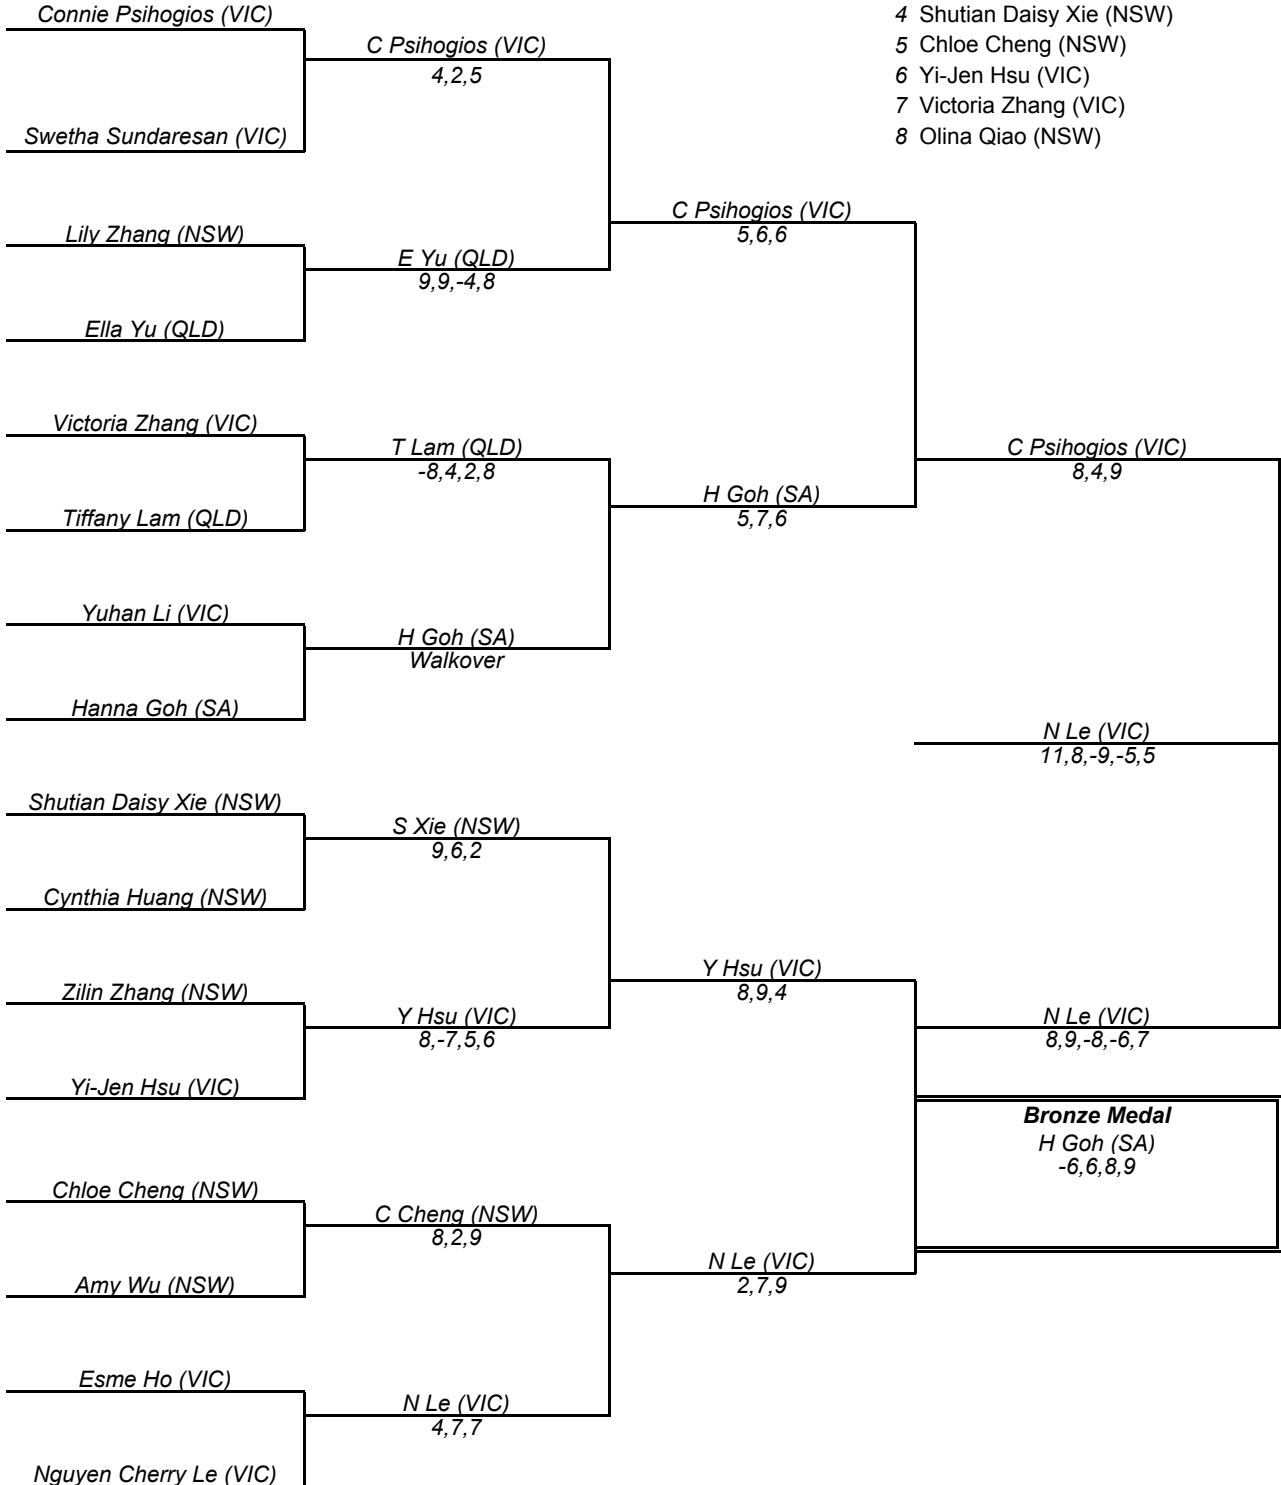 Connie Psihogios (VIC)
4 Shutian Daisy Xie (NSW)
C Psihogios (VIC)
5 Chloe Cheng (NSW)
4,2,5
6 Yi-Jen Hsu (VIC)
7 Victoria Zhang (VIC)
Swetha Sundaresan (VIC)
8 Olina Qiao (NSW)
C Psihogios (VIC)
Lily Zhang (NSW)
5,6,6
E Yu (QLD)
9,9,-4,8
Ella Yu (QLD)
Victoria Zhang (VIC)
T Lam (QLD)
C Psihogios (VIC)
-8,4,2,8
8,4,9
H Goh (SA)
Tiffany Lam (QLD)
5,7,6
Yuhan Li (VIC)
H Goh (SA)
Walkover
Hanna Goh (SA)
N Le (VIC)
11,8,-9,-5,5
Shutian Daisy Xie (NSW)
S Xie (NSW)
9,6,2
Cynthia Huang (NSW)
Y Hsu (VIC)
Zilin Zhang (NSW)
8,9,4
Y Hsu (VIC)
N Le (VIC)
8,-7,5,6
8,9,-8,-6,7
Yi-Jen Hsu (VIC)
Bronze Medal
H Goh (SA)
-6,6,8,9
Chloe Cheng (NSW)
C Cheng (NSW)
8,2,9
N Le (VIC)
Amy Wu (NSW)
2,7,9
Esme Ho (VIC)
N Le (VIC)
4,7,7
Nguyen Cherry Le (VIC)